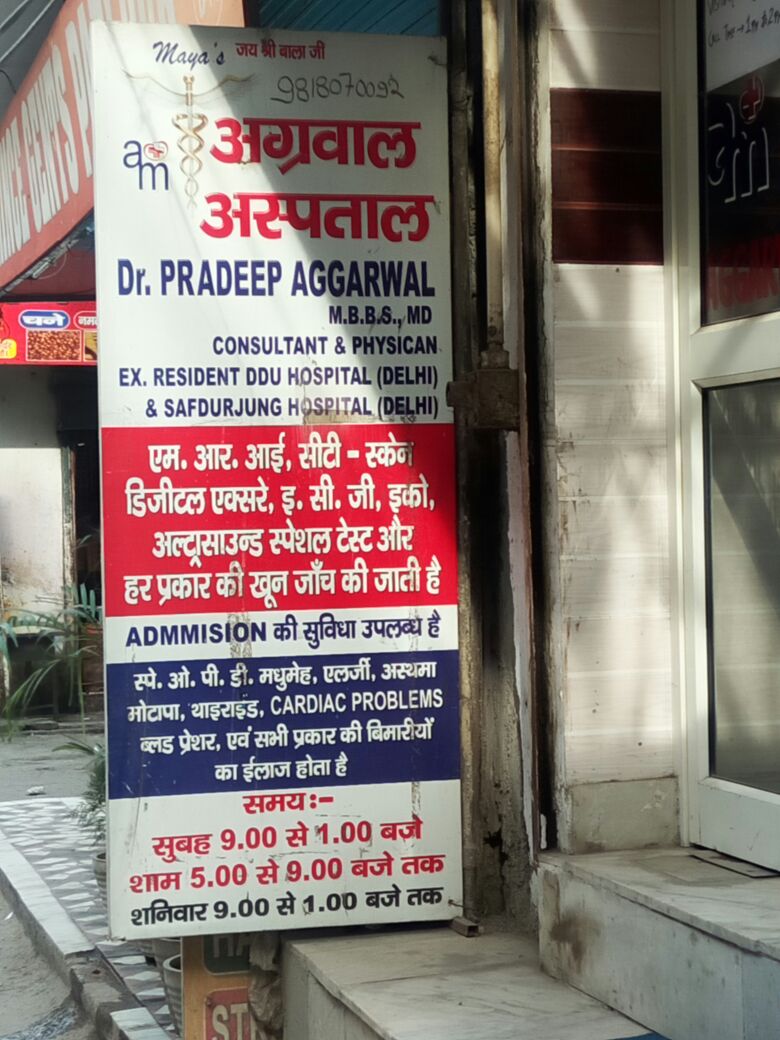 Maya's जय श्री बाला जी
9818070092
am
अग्रवाल
अस्पताल
Dr. PRADEEP AGGARWAL
M.B.B.S., MD
CONSULTANT & PHYSICAN
EX. RESIDENT DDU HOSPITAL (DELHI)
& SAFDURJUNG HOSPITAL (DELHI)
एम. आर. आई, सीटी - स्केन
डिजीटल एक्सरे, इ. सी. जी, इको,
अल्ट्रासाउन्ड स्पेशल टेस्ट और
हर प्रकार की खून जाँच की जाती है
ADMMISION की सुविधा उपलब्ध है
स्पे. ओ. पी. डी. मधुमेह, एलर्जी, अस्थमा
मोटापा, थाइराइड, CARDIAC PROBLEMS
ब्लड प्रेशर, एवं सभी प्रकार की बिमारीयों
का ईलाज होता है
समय :-
सुबह 9.00 से 1.00 बजे
शाम 5.00 से 9.00 बजे तक
शनिवार 9.00 से 1.00 बजे तक
चने
am